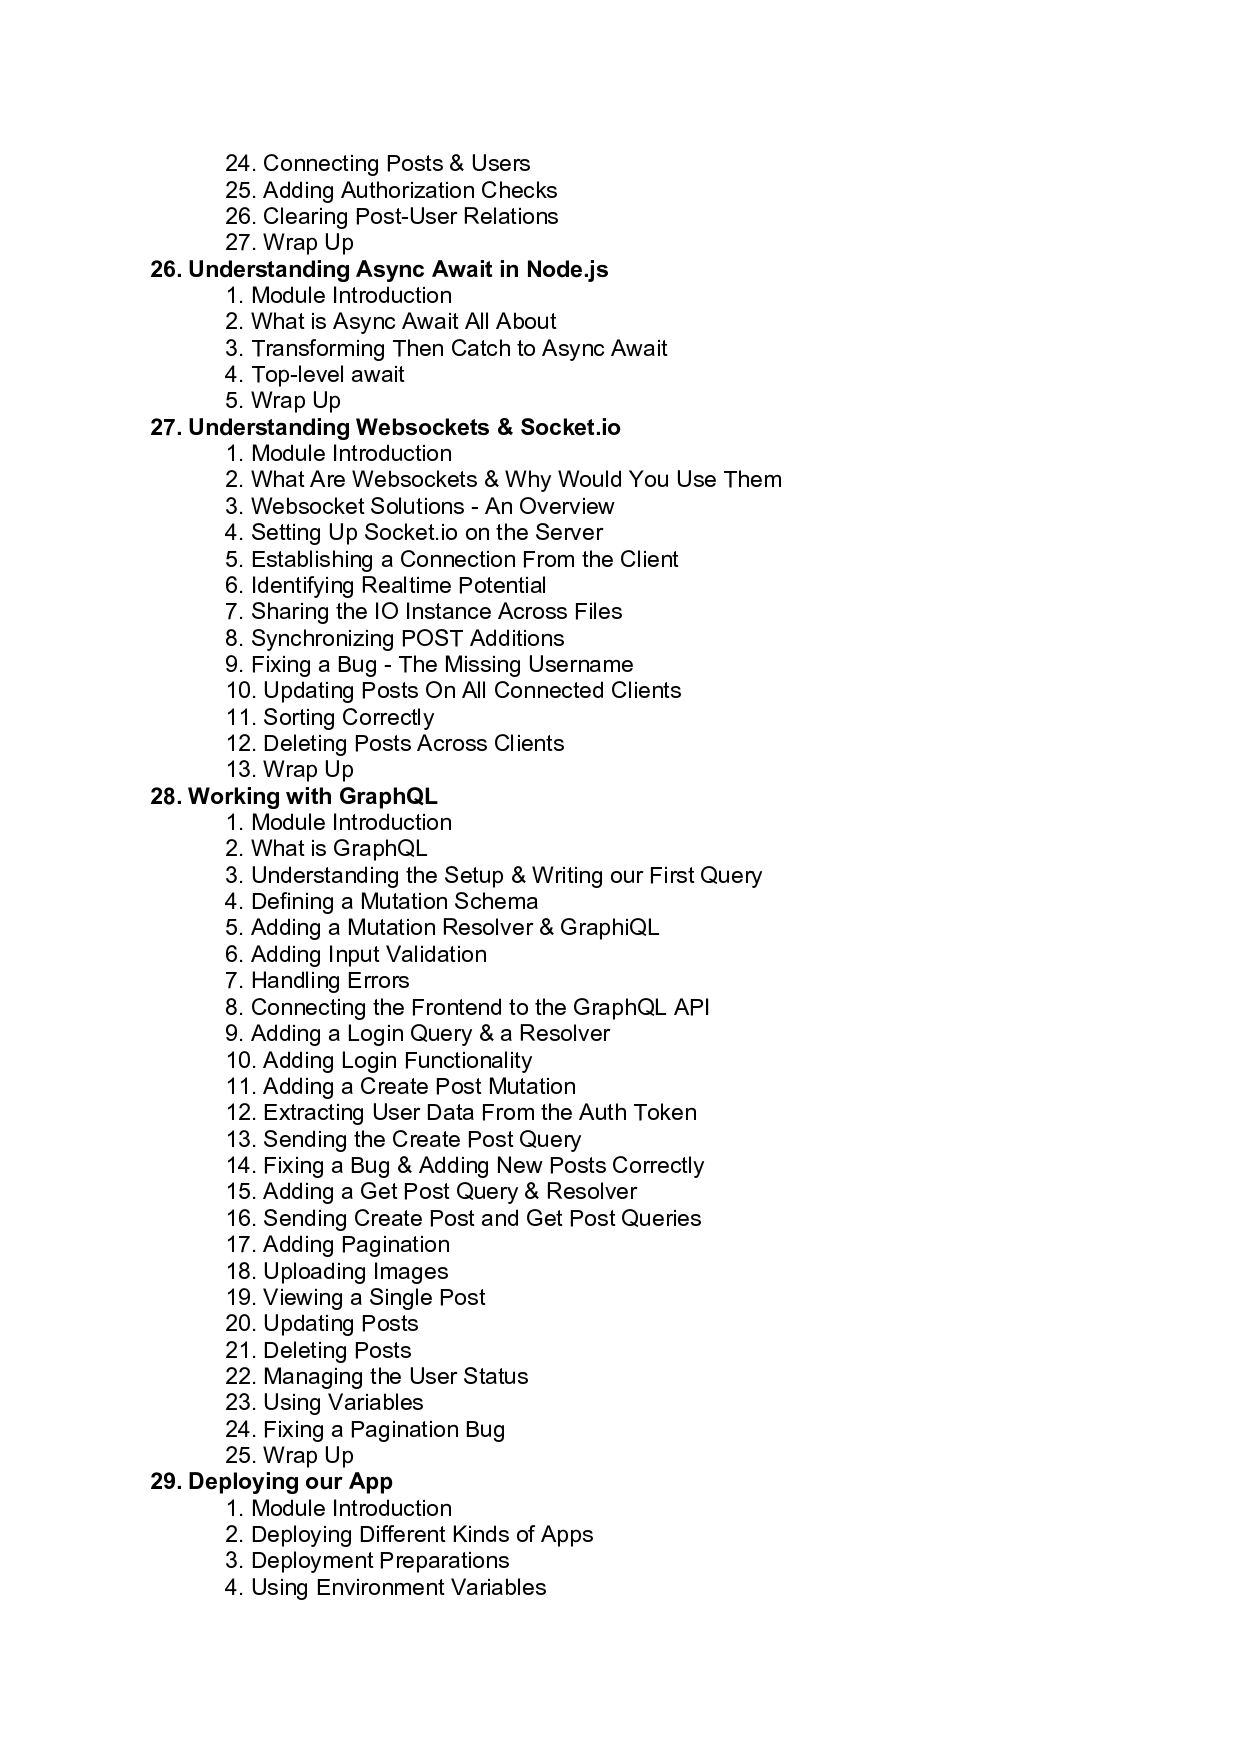 24. Connecting Posts & Users
25. Adding Authorization Checks
26. Clearing Post-User Relations
27. Wrap Up
26. Understanding Async Await in Node.js
1. Module Introduction
2. What is Async Await All About
3. Transforming Then Catch to Async Await
4. Top-level await
5. Wrap Up
27. Understanding Websockets & Socket.io
1. Module Introduction
2. What Are Websockets & Why Would You Use Them
3. Websocket Solutions - An Overview
4. Setting Up Socket.io on the Server
5. Establishing a Connection From the Client
6. Identifying Realtime Potential
7. Sharing the IO Instance Across Files
8. Synchronizing POST Additions
9. Fixing a Bug - The Missing Username
10. Updating Posts On All Connected Clients
11. Sorting Correctly
12. Deleting Posts Across Clients
13. Wrap Up
28. Working with GraphQL
1. Module Introduction
2. What is GraphQL
3. Understanding the Setup & Writing our First Query
4. Defining a Mutation Schema
5. Adding a Mutation Resolver & GraphiQL
6. Adding Input Validation
7. Handling Errors
8. Connecting the Frontend to the GraphQL API
9. Adding a Login Query & a Resolver
10. Adding Login Functionality
11. Adding a Create Post Mutation
12. Extracting User Data From the Auth Token
13. Sending the Create Post Query
14. Fixing a Bug & Adding New Posts Correctly
15. Adding a Get Post Query & Resolver
16. Sending Create Post and Get Post Queries
17. Adding Pagination
18. Uploading Images
19. Viewing a Single Post
20. Updating Posts
21. Deleting Posts
22. Managing the User Status
23. Using Variables
24. Fixing a Pagination Bug
25. Wrap Up
29. Deploying our App
1. Module Introduction
2. Deploying Different Kinds of Apps
3. Deployment Preparations
4. Using Environment Variables